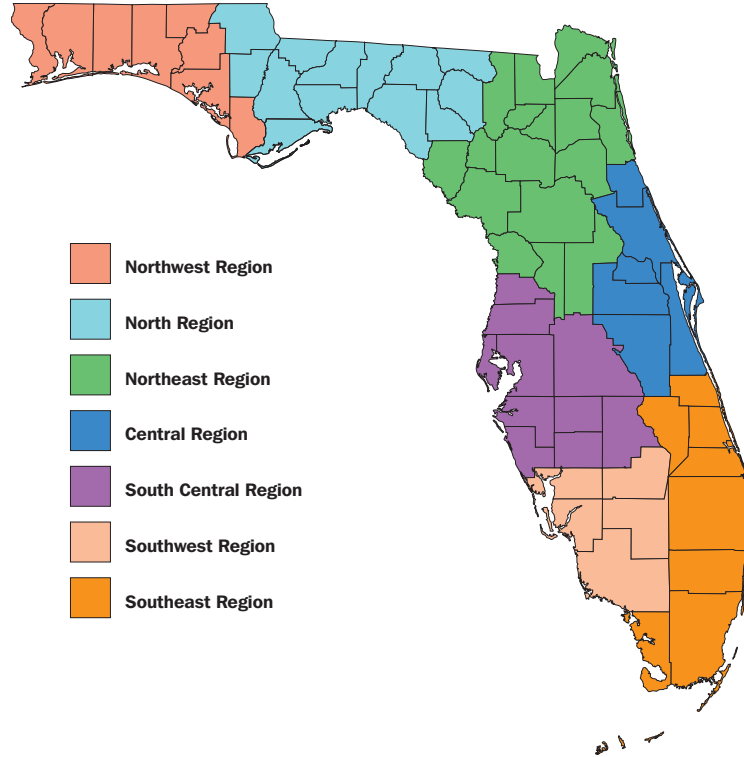 Northwest Region
North Region
Northeast Region
Central Region
South Central Region
Southwest Region
Southeast Region